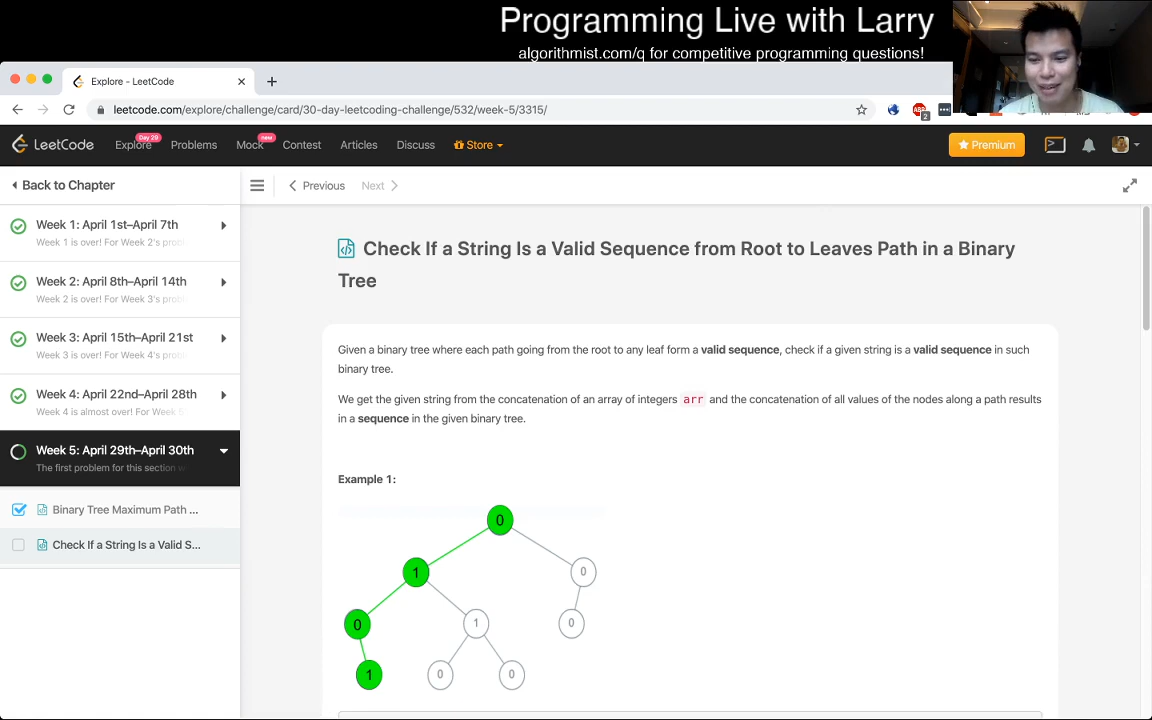 Programming Live with Larry
algorithmist.com/q for competitive programming questions!
Explore - LeetCode
leetcode.com/explore/challenge/card/30-day-leetcoding-challenge/532/week-5/3315/
ABP
2
LeetCode
Explore
Day 29
Problems
Mock
new
Contest
Articles
Discuss
Store
Premium
Back to Chapter
Previous
Next
Week 1: April 1st–April 7th
Week 1 is over! For Week 2's
Week 2: April 8th–April 14th
Week 2 is over! For Week 3's
Week 3: April 15th–April 21st
Week 3 is over! For Week 4's
Week 4: April 22nd–April 28th
Week 4 is almost over! For Week
Week 5: April 29th–April 30th
The first problem for this section
Binary Tree Maximum Path ...
Check If a String Is a Valid S...
Check If a String Is a Valid Sequence from Root to Leaves Path in a Binary
Tree
Given a binary tree where each path going from the root to any leaf form a valid sequence, check if a given string is a valid sequence in such
binary tree.
We get the given string from the concatenation of an array of integers arr and the concatenation of all values of the nodes along a path results
in a sequence in the given binary tree.
Example 1:
0
1 0
0 1 0
1 0 0